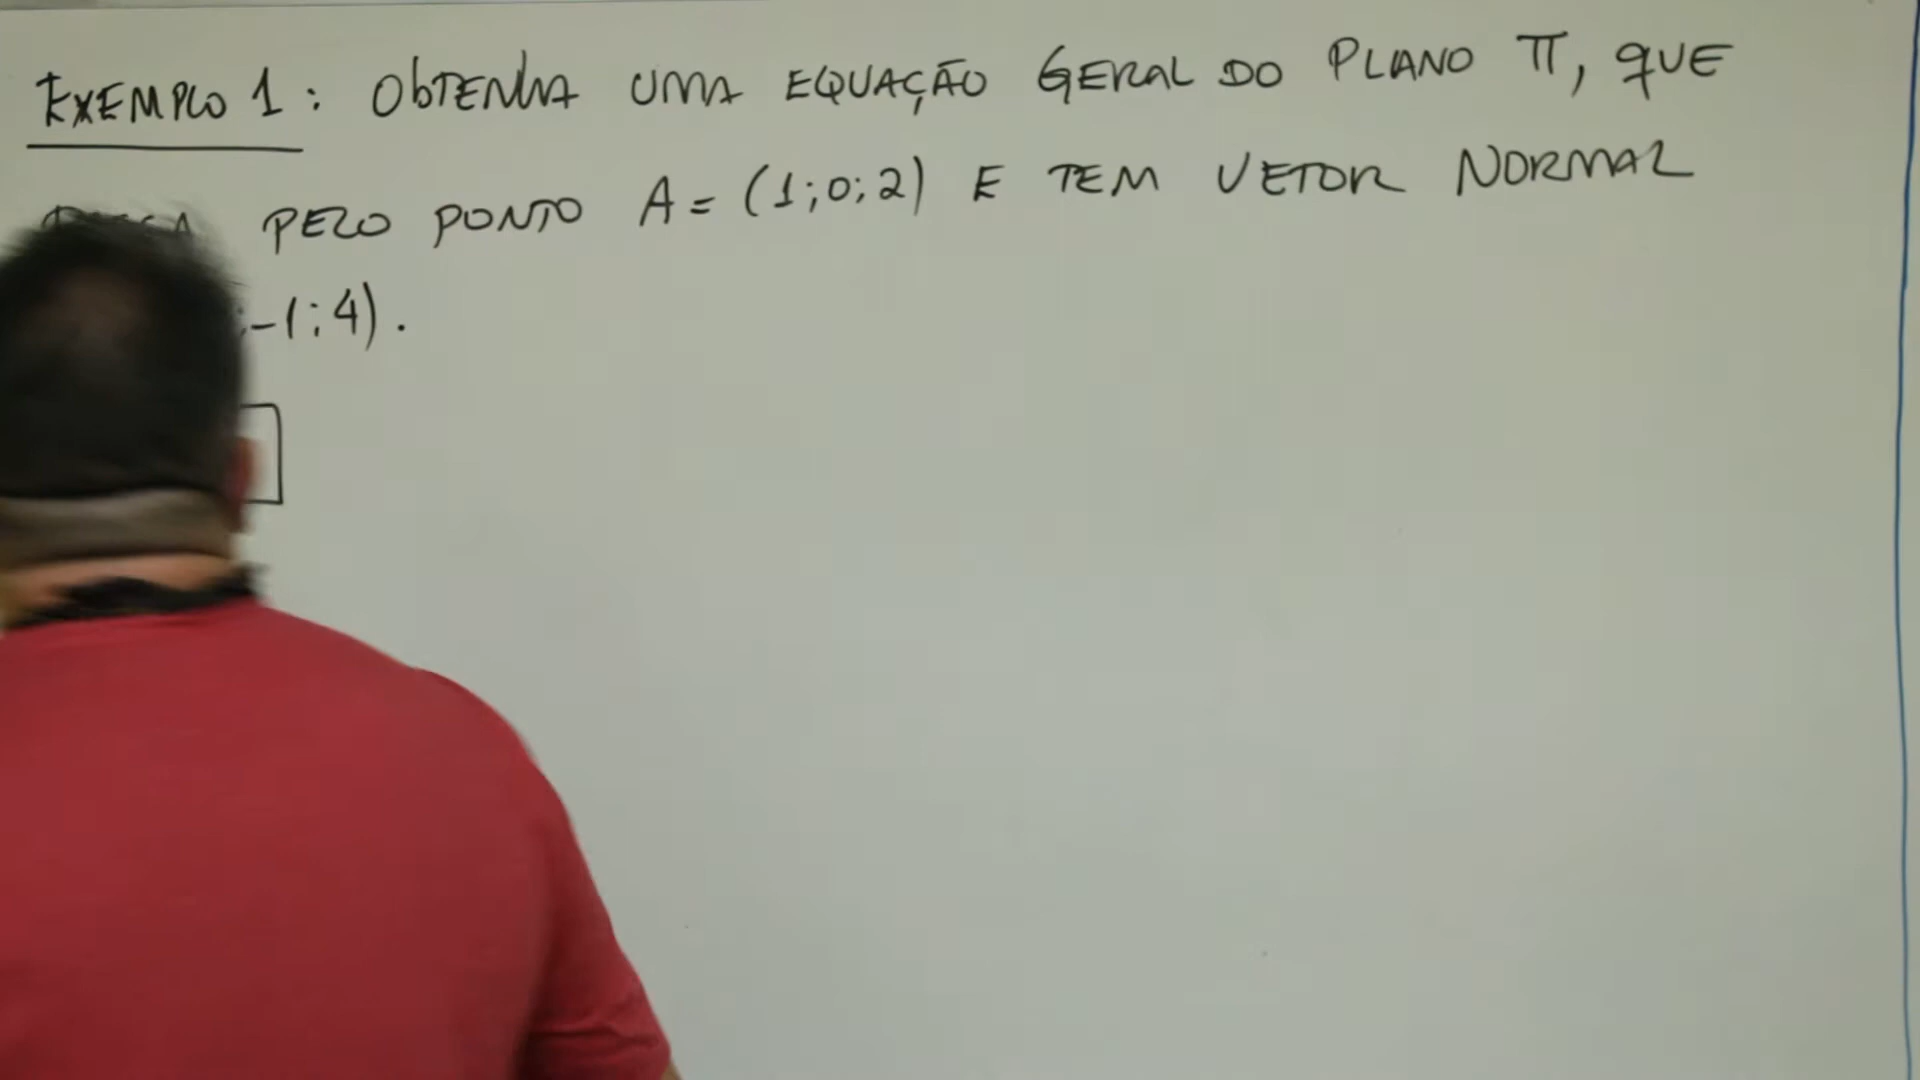 EXEMPLO 1: ObTENhA UMA EQUAÇÃO GERAL DO PLANO π, QUE
PELO PONTO A = (1;0;2) E TEM VETOR NORMAL
;-1;4).